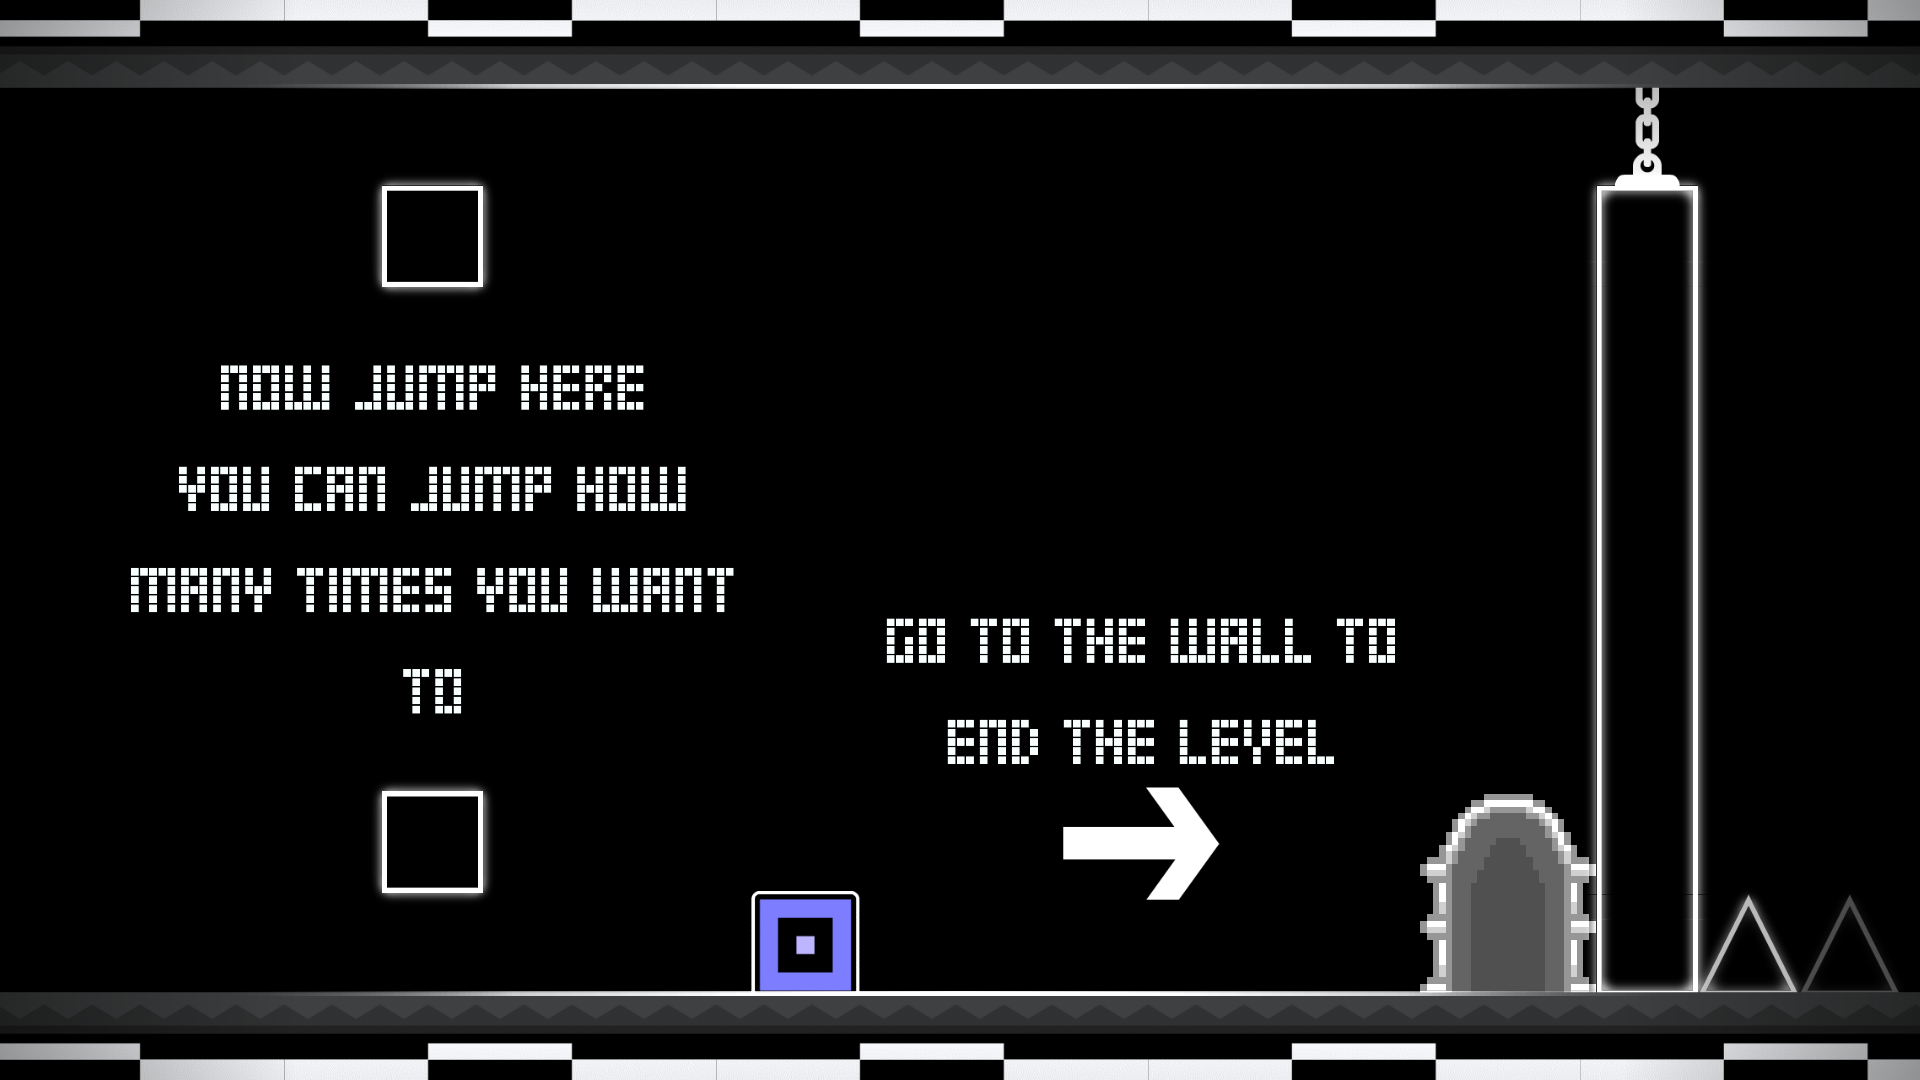 NOW JUMP HERE
YOU CAN JUMP HOW
MANY TIMES YOU WANT
TO
GO TO THE WALL TO
END THE LEVEL